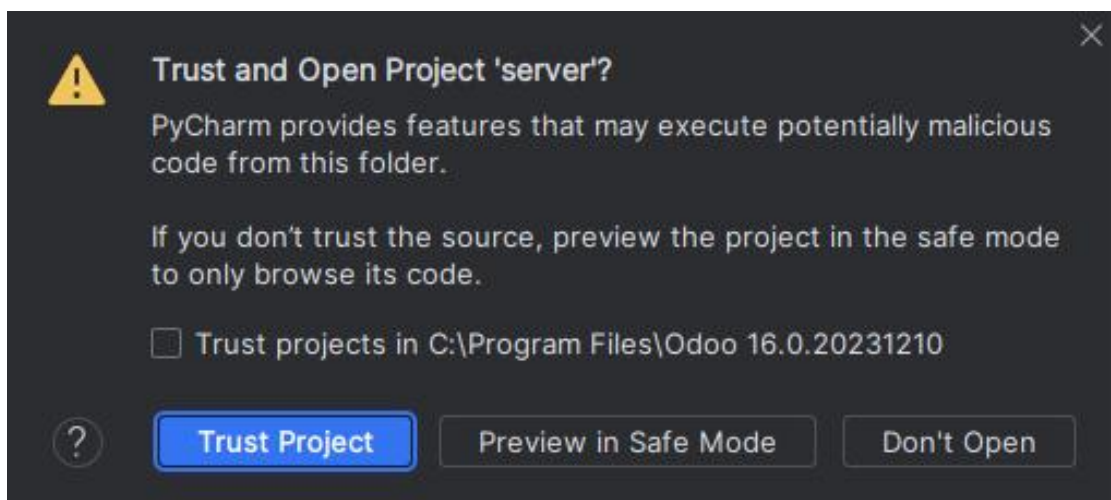 Trust and Open Project 'server'?
PyCharm provides features that may execute potentially malicious
code from this folder.
If you don't trust the source, preview the project in the safe mode
to only browse its code.
Trust projects in C:\Program Files\Odoo 16.0.20231210
? Trust Project Preview in Safe Mode Don't Open